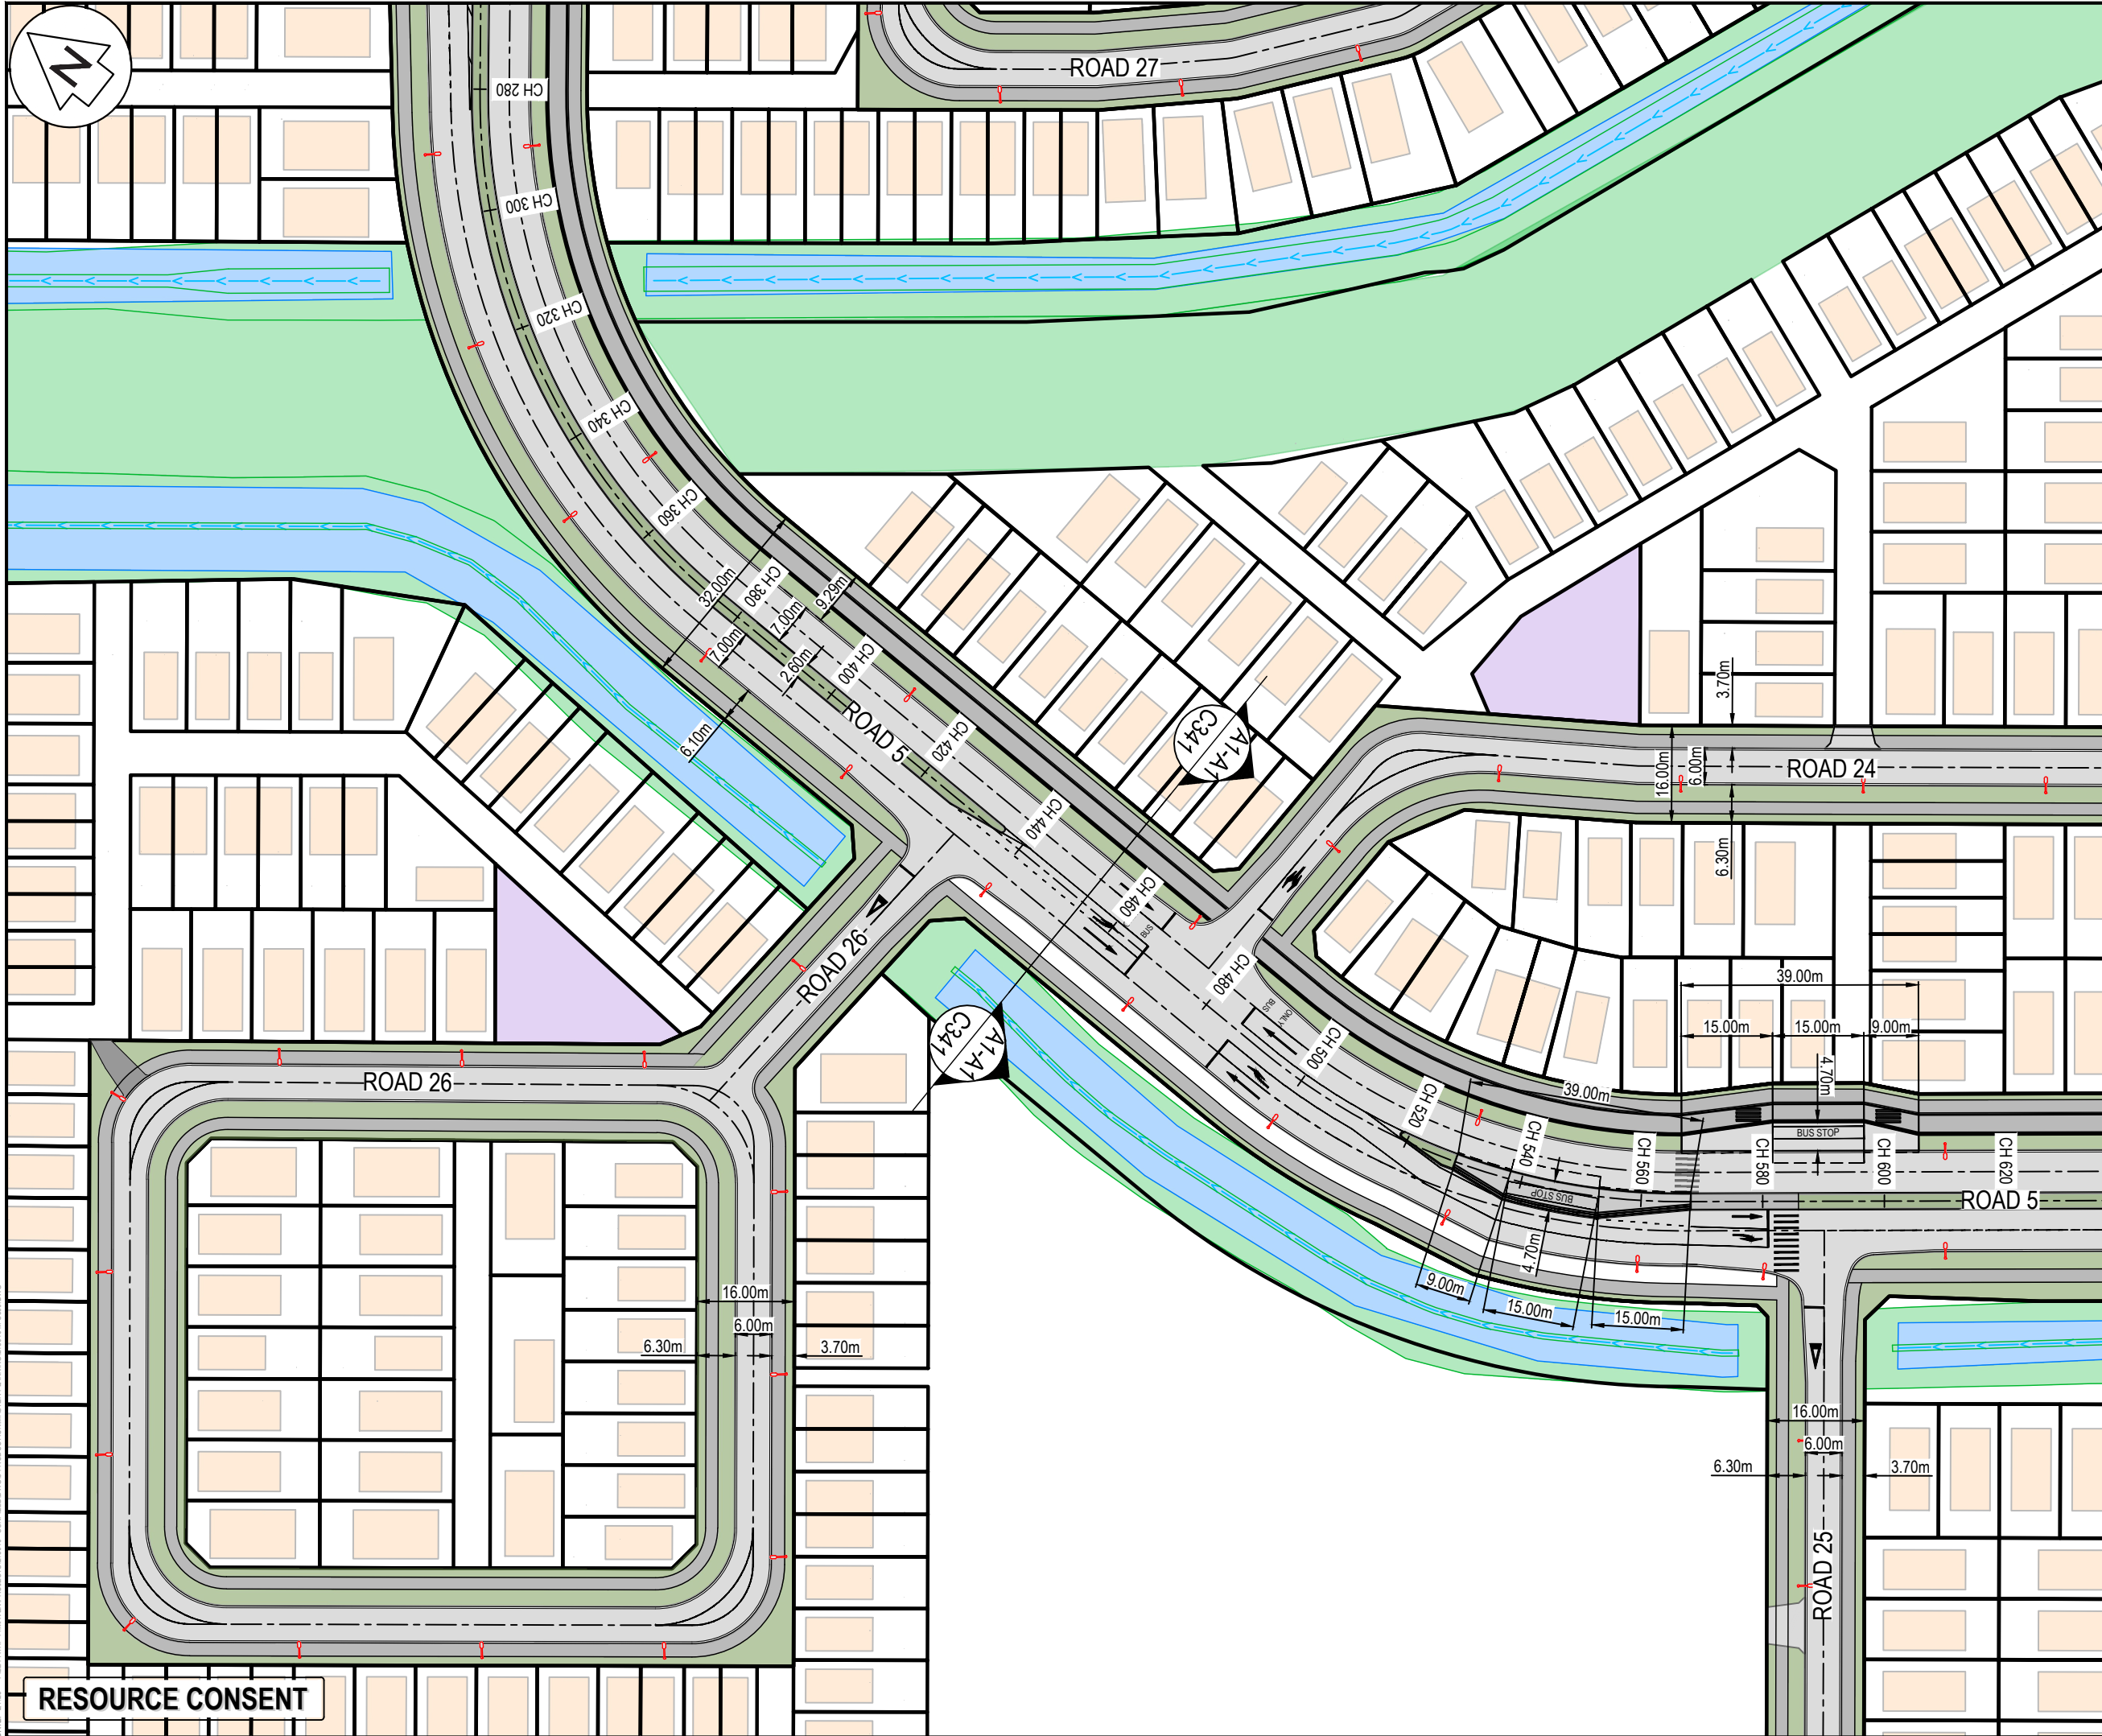 N
ROAD 27
CH 280
CH 300
CH 320
CH 340
CH 360
CH 380
32.00m
7.00m
9.29m
7.00m
2.60m
CH 400
ROAD 5
CH 420
6.10m
CH 440
A1-A1
C341
3.70m
16.00m
6.00m
ROAD 24
6.30m
CH 460
BUS
ROAD 26
CH 480
BUS
ONLY
CH 500
A1-A1
C341
39.00m
15.00m
15.00m
9.00m
4.70m
39.00m
CH 520
CH 540
CH 560
CH 580
BUS STOP
CH 600
CH 620
ROAD 5
BUS STOP
4.70m
9.00m
15.00m
15.00m
ROAD 26
16.00m
6.00m
6.30m
3.70m
16.00m
6.00m
6.30m
3.70m
ROAD 25
RESOURCE CONSENT